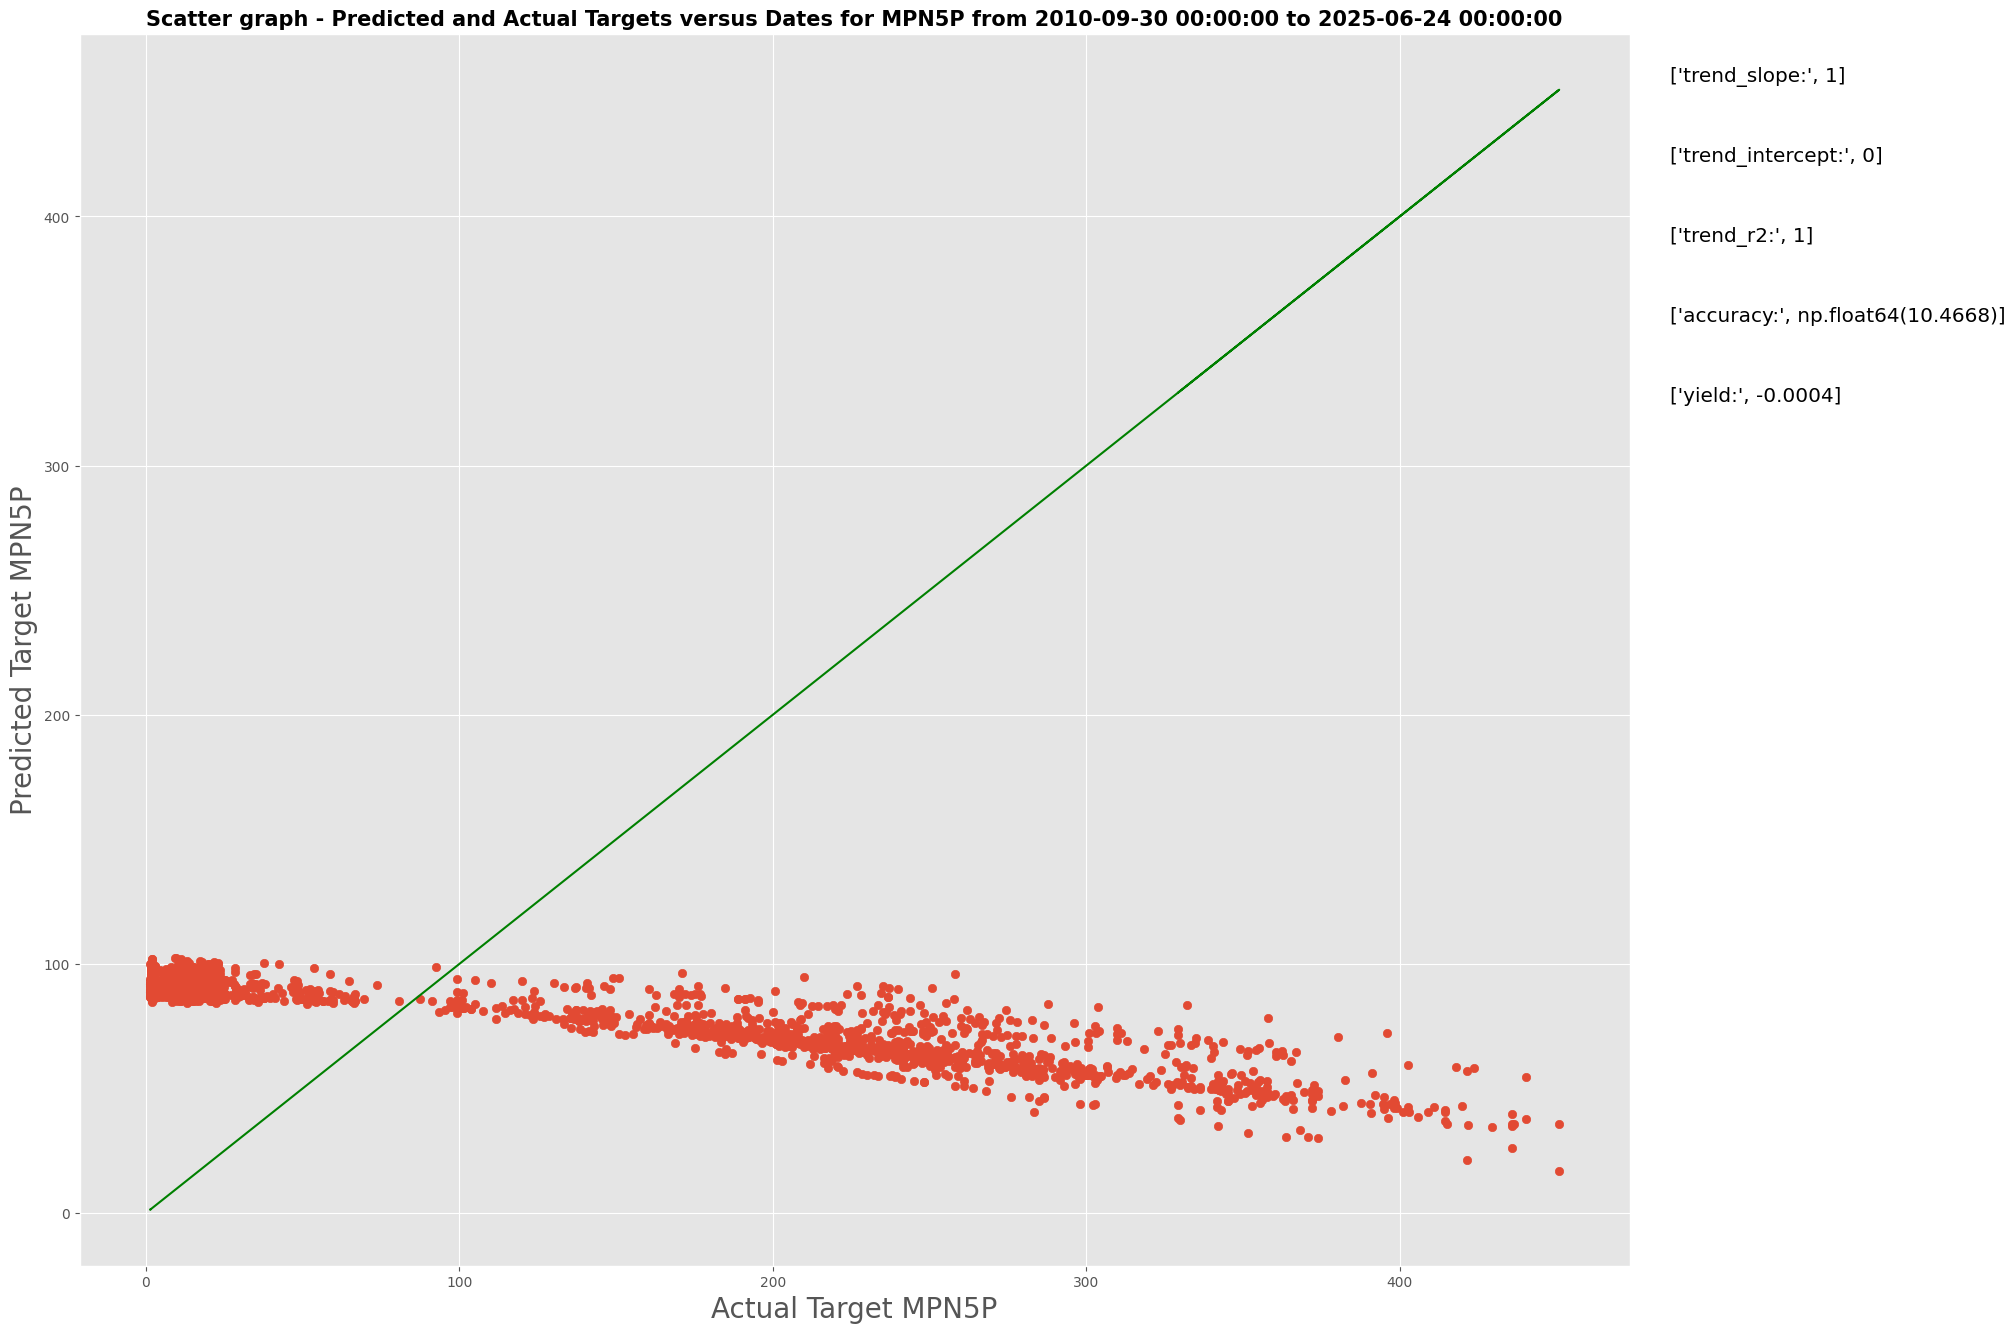 Scatter graph - Predicted and Actual Targets versus Dates for MPN5P from 2010-09-30 00:00:00 to 2025-06-24 00:00:00
['trend_slope:', 1]
['trend_intercept:', 0]
['trend_r2:', 1]
['accuracy:', np.float64(10.4668)]
['yield:', -0.0004]
Predicted Target MPN5P
400
300
200
100
0
0 100 200 300 400
Actual Target MPN5P